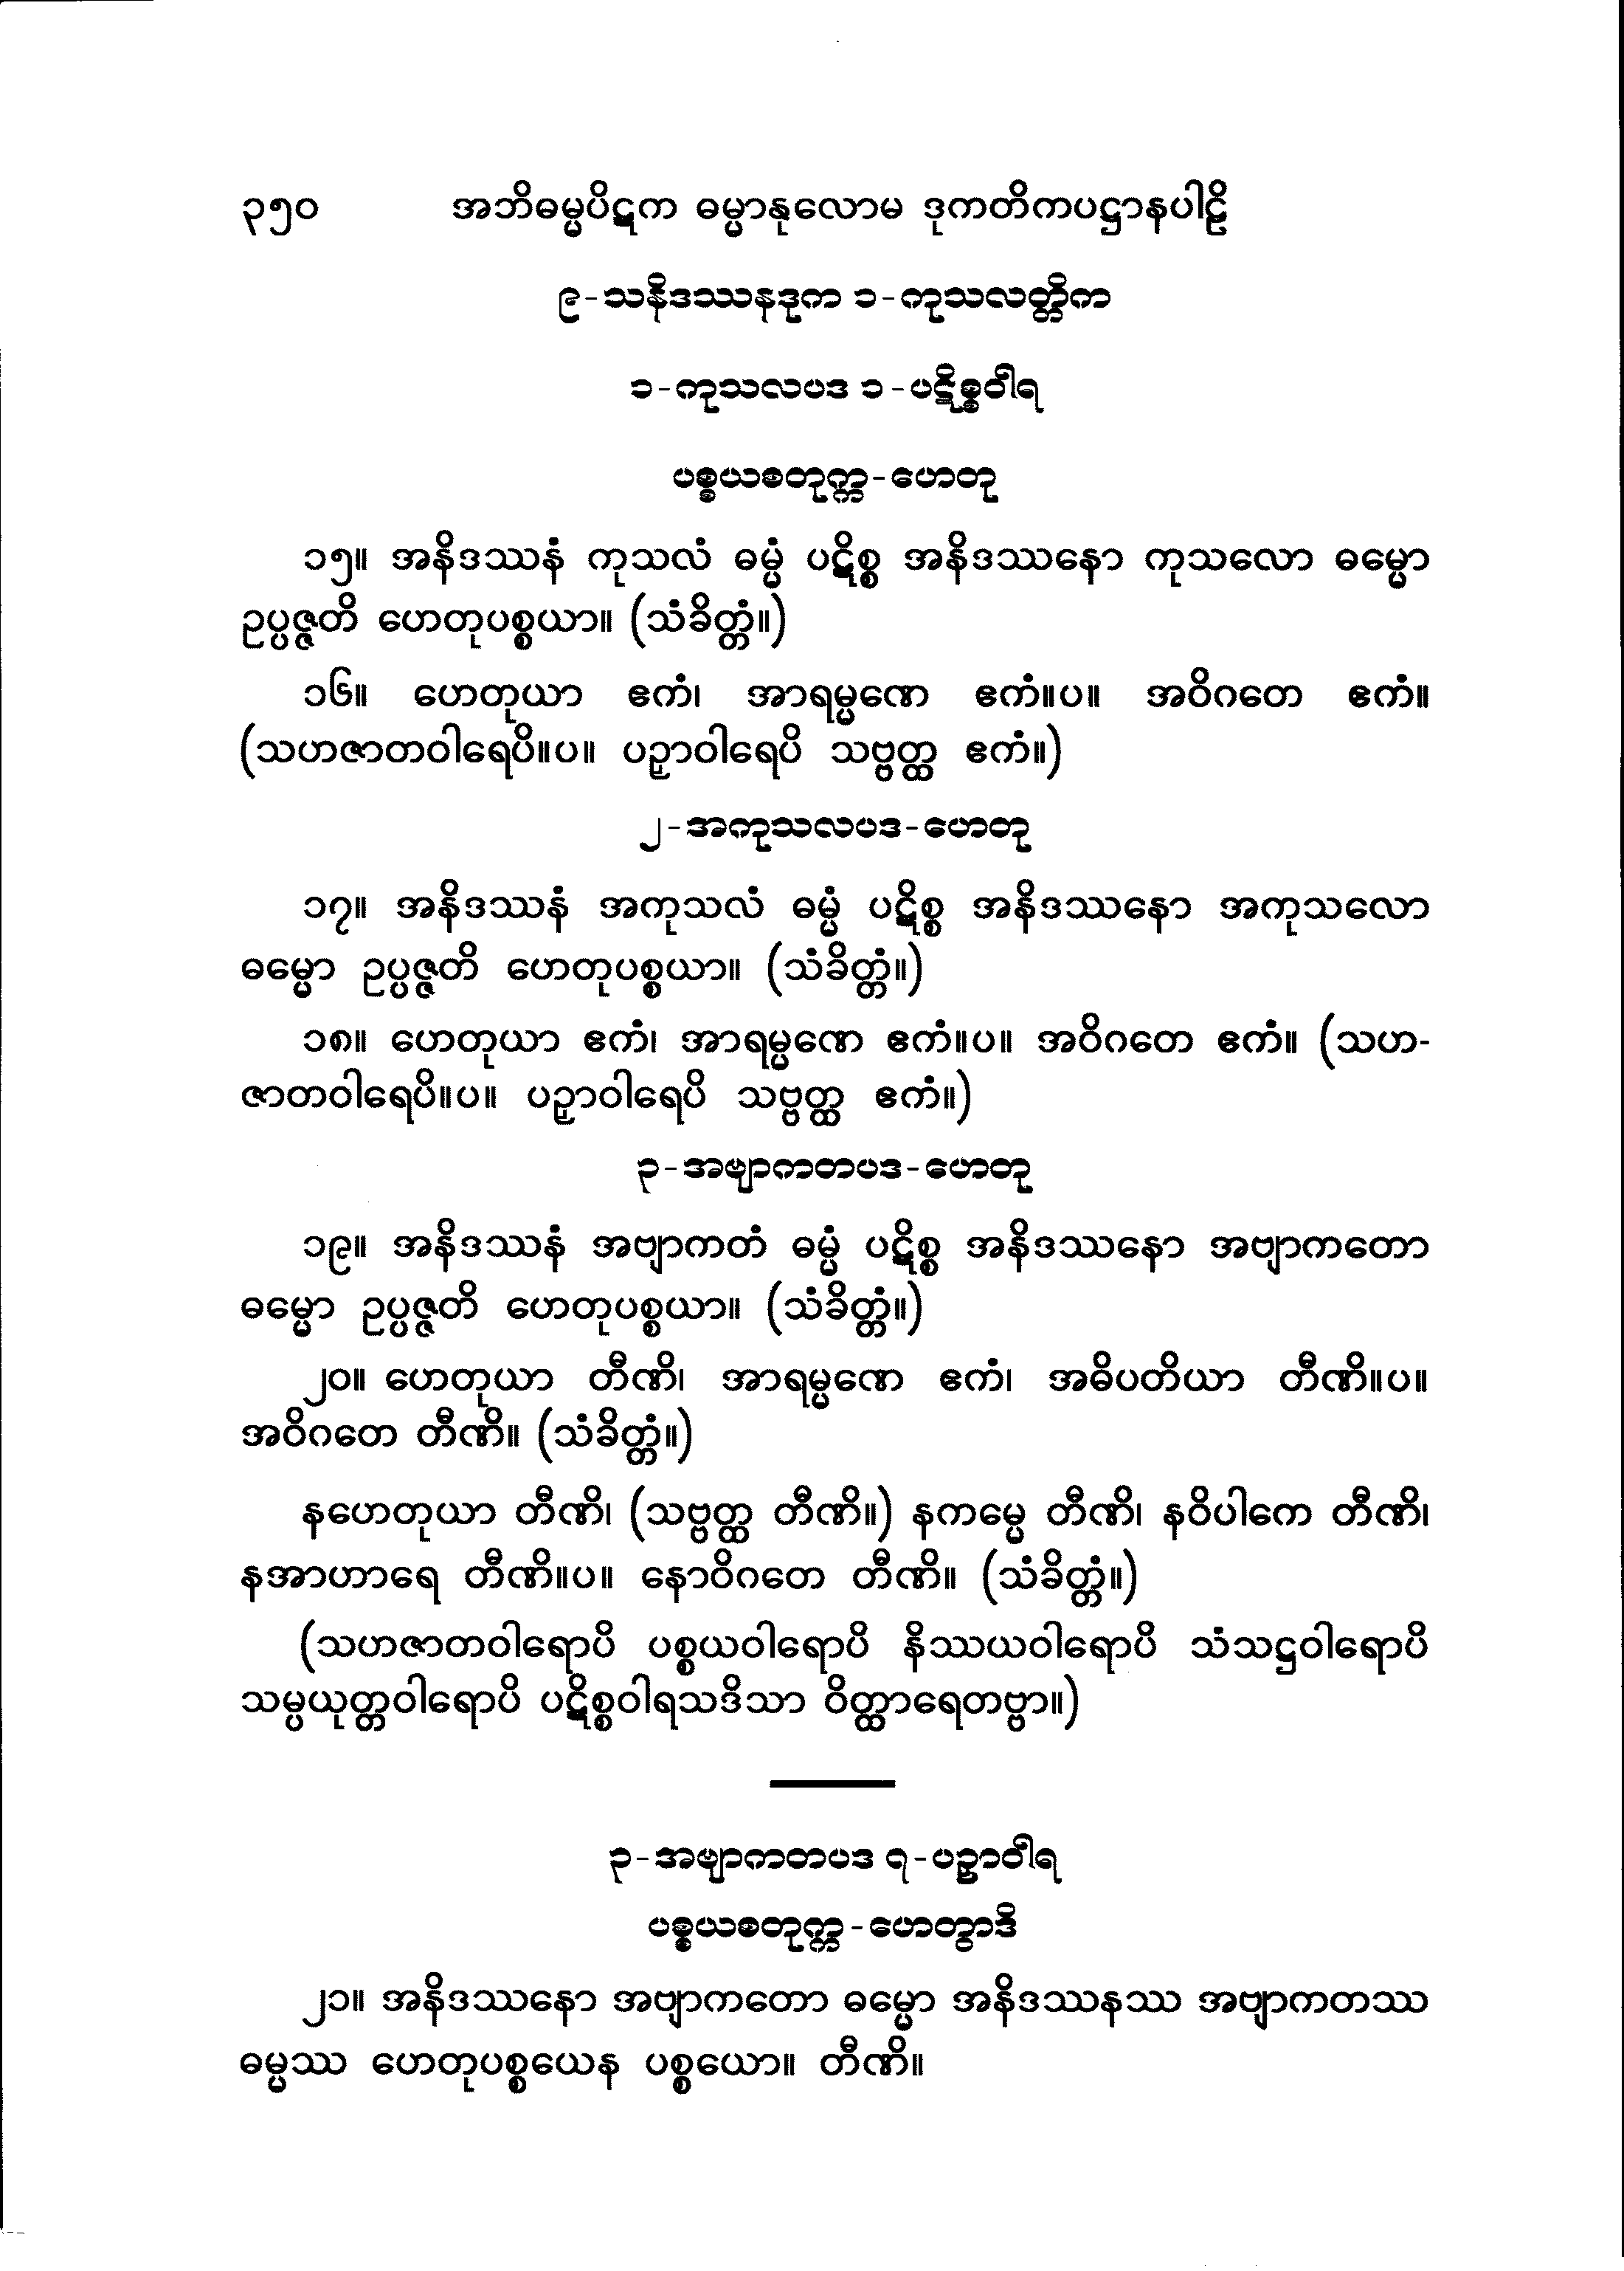 ၃၅၀ အဘိဓမ္မပိဋက ဓမ္မာနုလောမ ဒုကတိကပဋ္ဌာနပါဠိ
၉-သနိဒဿနဒုက ၁-ကုသလတ္တိက
၁-ကုသလပဒ ၁-ပဋိစ္စဝါရ
ပစ္စယစတုက္က-ဟေတု
၁၅။ အနိဒဿနံ ကုသလံ ဓမ္မံ ပဋိစ္စ အနိဒဿနော ကုသလော ဓမ္မော
ဥပ္ပဇ္ဇတိ ဟေတုပစ္စယာ။ (သံခိတ္တံ။)
၁၆။ ဟေတုယာ ဧကံ၊ အာရမ္မဏေ ဧကံ။ပ။ အဝိဂတေ ဧကံ။
(သဟဇာတဝါရေပိ။ပ။ ပဉှာဝါရေပိ သဗ္ဗတ္ထ ဧကံ။)
၂-အကုသလပဒ-ဟေတု
၁၇။ အနိဒဿနံ အကုသလံ ဓမ္မံ ပဋိစ္စ အနိဒဿနော အကုသလော
ဓမ္မော ဥပ္ပဇ္ဇတိ ဟေတုပစ္စယာ။ (သံခိတ္တံ။)
၁၈။ ဟေတုယာ ဧကံ၊ အာရမ္မဏေ ဧကံ။ပ။ အဝိဂတေ ဧကံ။ (သဟ-
ဇာတဝါရေပိ။ပ။ ပဉှာဝါရေပိ သဗ္ဗတ္ထ ဧကံ။)
၃-အဗျာကတပဒ-ဟေတု
၁၉။ အနိဒဿနံ အဗျာကတံ ဓမ္မံ ပဋိစ္စ အနိဒဿနော အဗျာကတော
ဓမ္မော ဥပ္ပဇ္ဇတိ ဟေတုပစ္စယာ။ (သံခိတ္တံ။)
၂၀။ ဟေတုယာ တီဏိ၊ အာရမ္မဏေ ဧကံ၊ အဓိပတိယာ တီဏိ။ပ။
အဝိဂတေ တီဏိ။ (သံခိတ္တံ။)
နဟေတုယာ တီဏိ၊ (သဗ္ဗတ္ထ တီဏိ။) နကမ္မေ တီဏိ၊ နဝိပါကေ တီဏိ၊
နအာဟာရေ တီဏိ။ပ။ နောဝိဂတေ တီဏိ။ (သံခိတ္တံ။)
(သဟဇာတဝါရောပိ ပစ္စယဝါရောပိ နိဿယဝါရောပိ သံသဋ္ဌဝါရောပိ
သမ္ပယုတ္တဝါရောပိ ပဋိစ္စဝါရသဒိသာ ဝိတ္ထာရေတဗ္ဗာ။)
၃-အဗျာကတပဒ ၇-ပဉှာဝါရ
ပစ္စယစတုက္က-ဟေတွာဒိ
၂၁။ အနိဒဿနော အဗျာကတော ဓမ္မော အနိဒဿနဿ အဗျာကတဿ
ဓမ္မဿ ဟေတုပစ္စယေန ပစ္စယော။ တီဏိ။